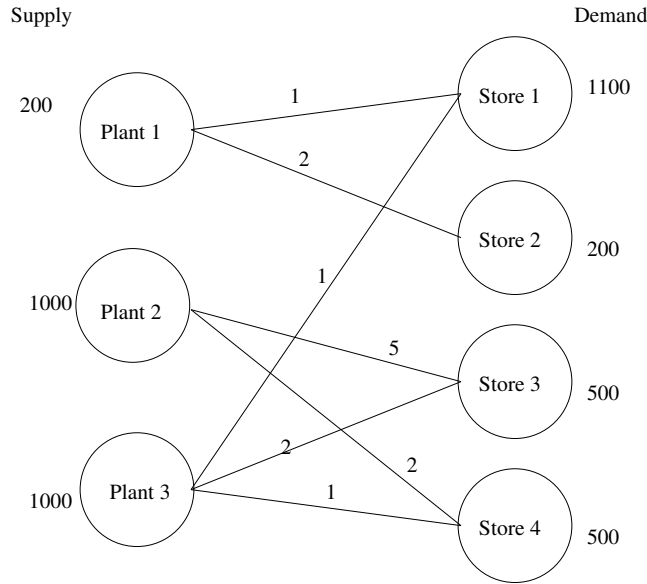 Supply
Demand
200
Plant 1
1
Store 1
1100
2
Store 2
200
1
1000
Plant 2
5
Store 3
500
2
2
1000
Plant 3
1
Store 4
500